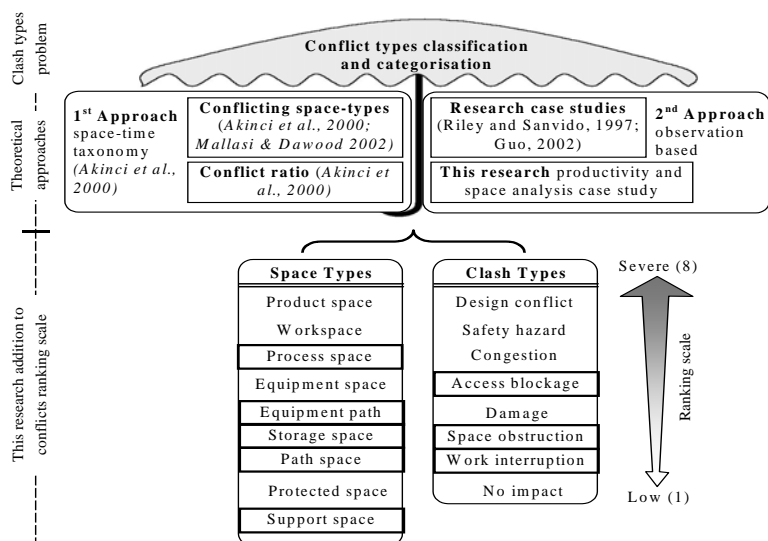 Clash types
problem
Conflict types classification
and categorisation
Theoretical
approaches
1st Approach
space-time
taxonomy
(Akinci et al.,
2000)
Conflicting space-types
(Akinci et al., 2000;
Mallasi & Dawood 2002)
Conflict ratio (Akinci et
al., 2000)
Research case studies
(Riley and Sanvido, 1997;
Guo, 2002)
2nd Approach
observation
based
This research productivity and
space analysis case study
This research addition to
conflicts ranking scale
Space Types
Product space
Workspace
Process space
Equipment space
Equipment path
Storage space
Path space
Protected space
Support space
Clash Types
Design conflict
Safety hazard
Congestion
Access blockage
Damage
Space obstruction
Work interruption
No impact
Severe (8)
Ranking scale
Low (1)